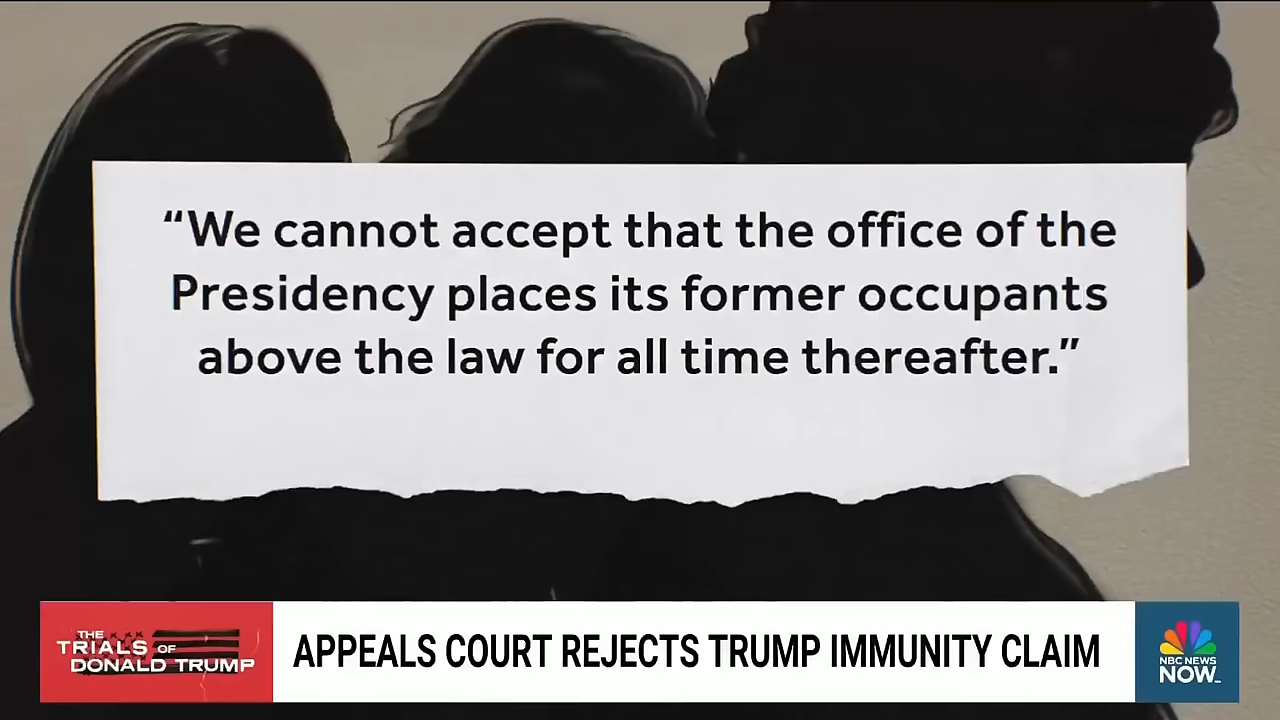 “We cannot accept that the office of the
Presidency places its former occupants
above the law for all time thereafter.”
THE
TRIALS OF
DONALD TRUMP
APPEALS COURT REJECTS TRUMP IMMUNITY CLAIM
NBC NEWS
NOW_